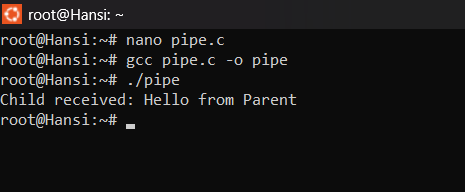 root@Hansi: ~
root@Hansi:~# nano pipe.c
root@Hansi:~# gcc pipe.c -o pipe
root@Hansi:~# ./pipe
Child received: Hello from Parent
root@Hansi:~#